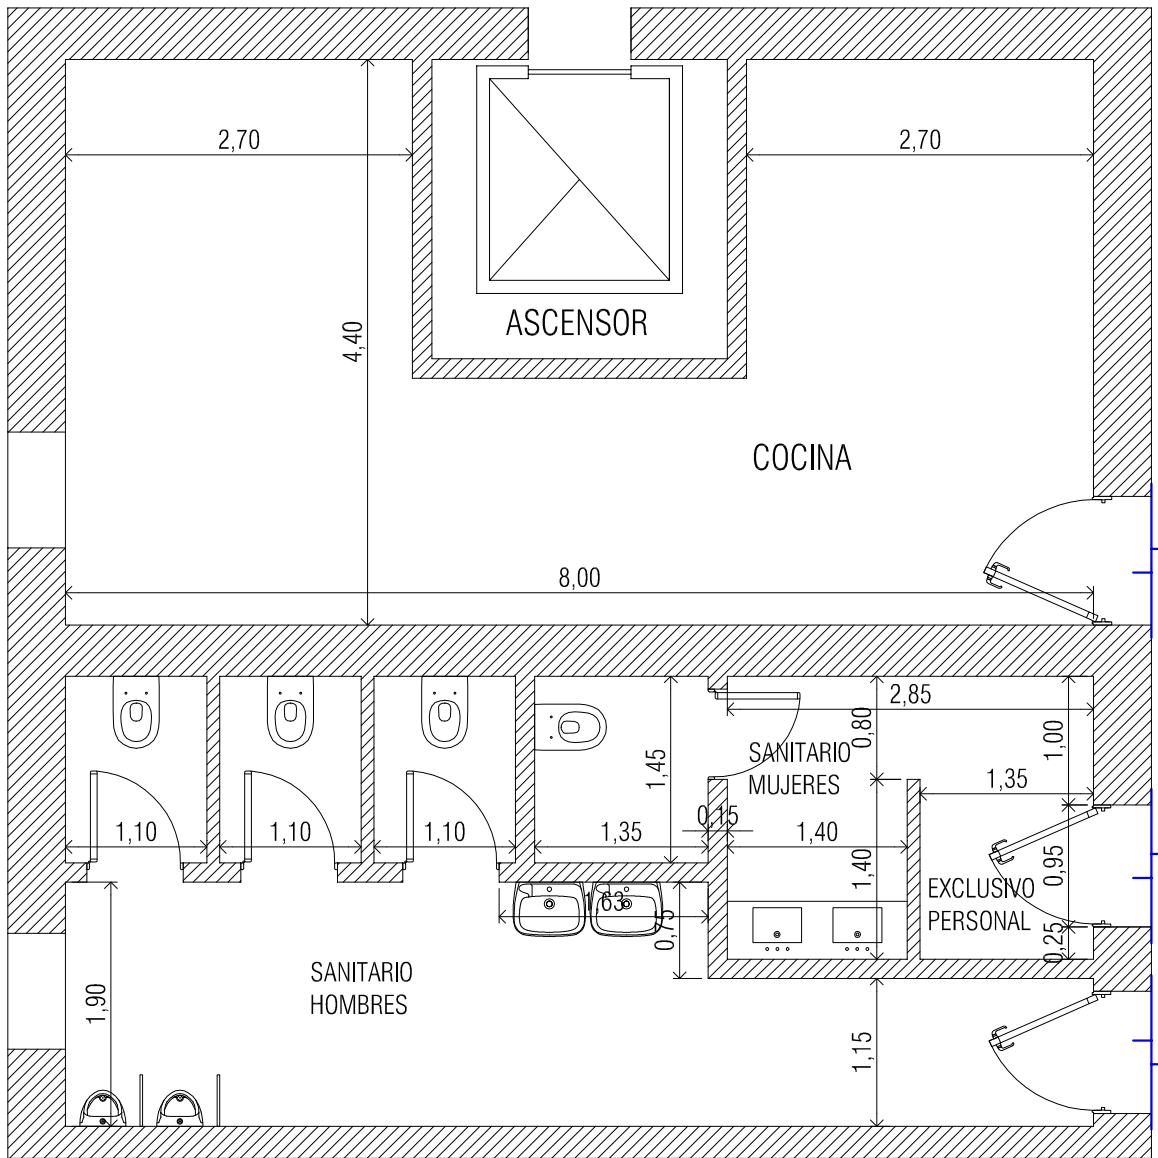 2,70
2,70
ASCENSOR
4,40
COCINA
8,00
2,85
0,80
1,00
SANITARIO
MUJERES
1,45
1,35
0,15
1,10
1,10
1,10
1,35
1,40
1,40
0,95
EXCLUSIVO
PERSONAL
1,63
0,75
0,25
SANITARIO
HOMBRES
1,90
1,15